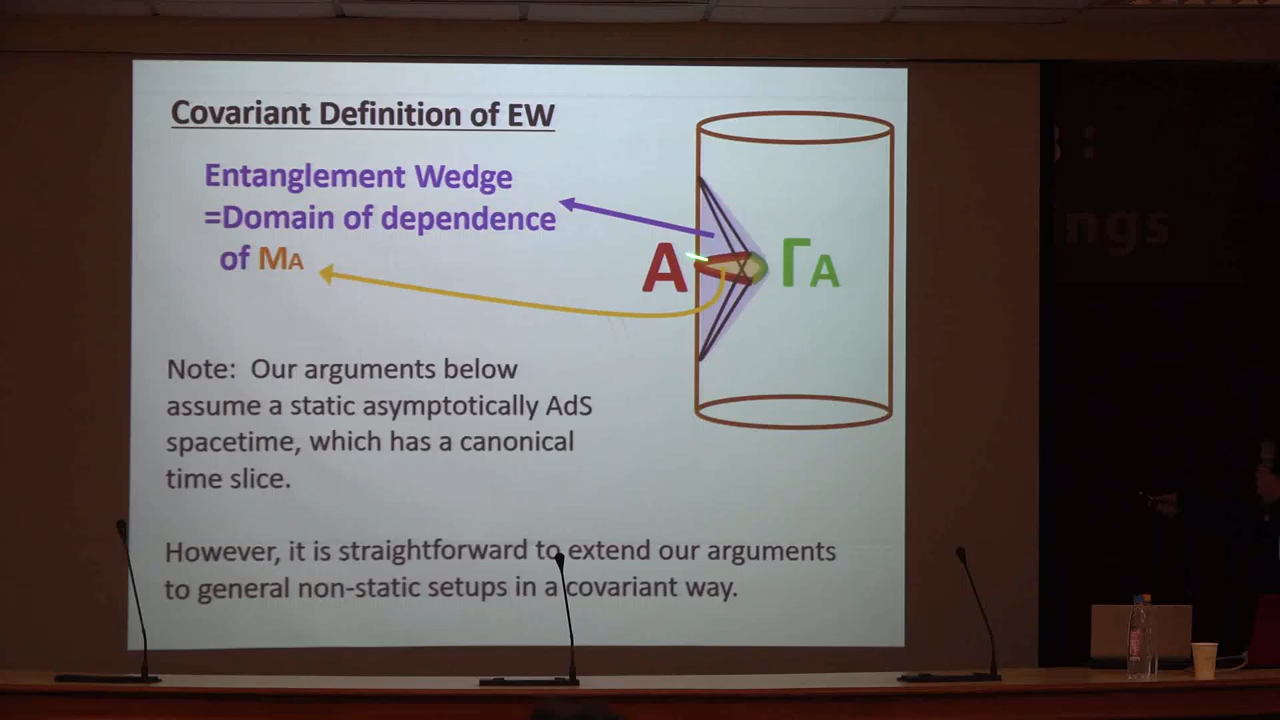 Covariant Definition of EW
Entanglement Wedge
=Domain of dependence
of MA
A
ΓA
Note: Our arguments below
assume a static asymptotically AdS
spacetime, which has a canonical
time slice.
However, it is straightforward to extend our arguments
to general non-static setups in a covariant way.
ngs